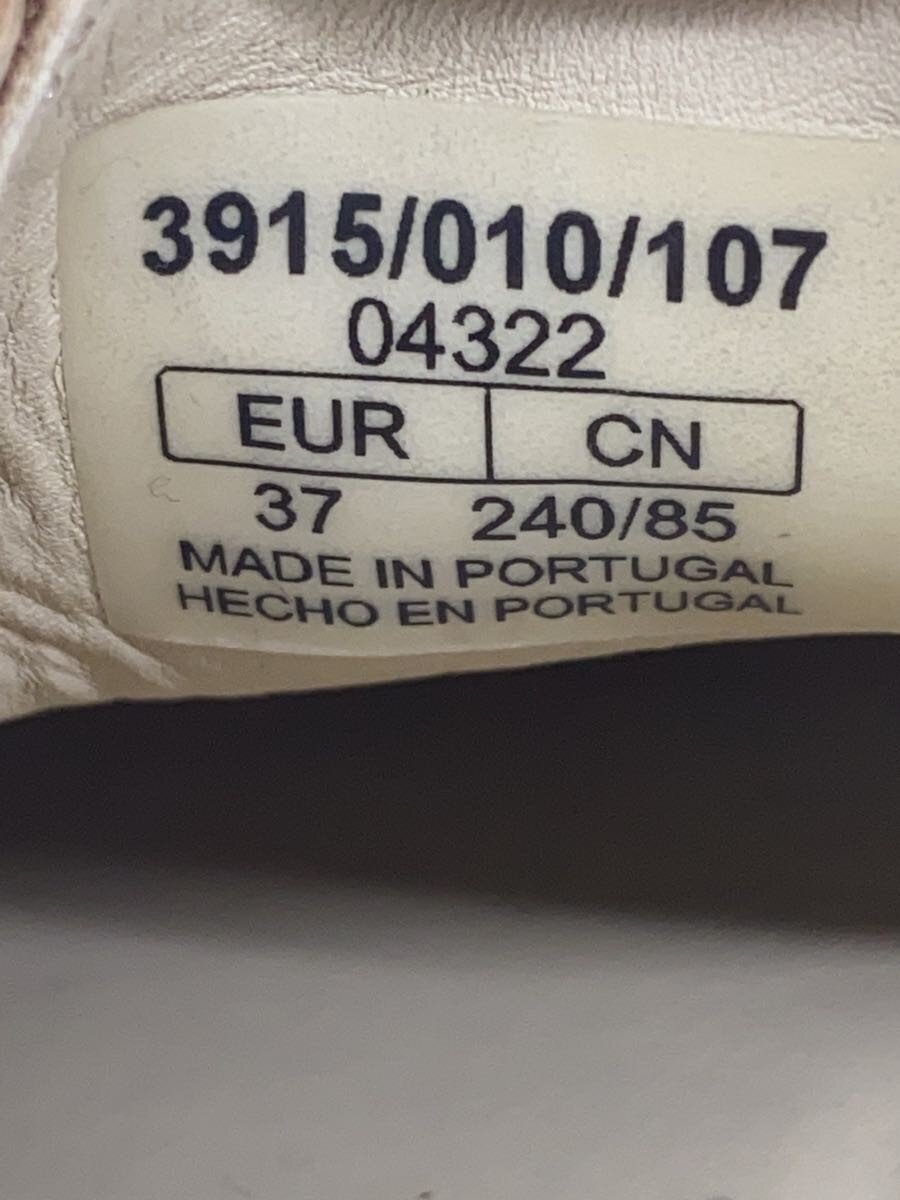 3915/010/107
04322
EUR CN
37 240/85
MADE IN PORTUGAL
HECHO EN PORTUGAL